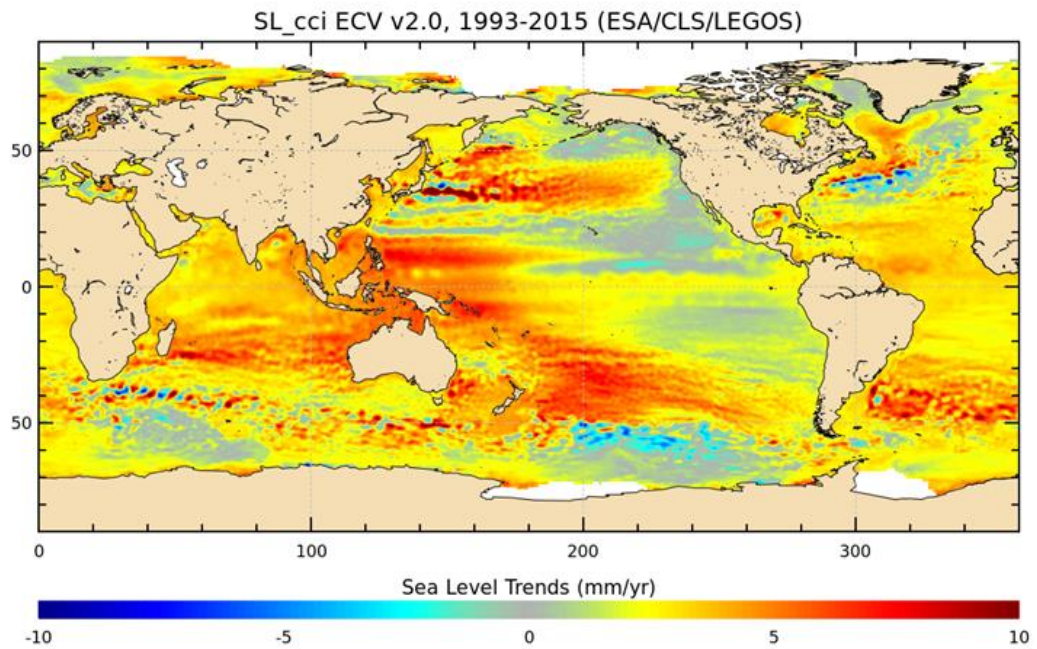 SL_cci ECV v2.0, 1993-2015 (ESA/CLS/LEGOS)
50
0
50
0 100 200 300
Sea Level Trends (mm/yr)
-10 -5 0 5 10